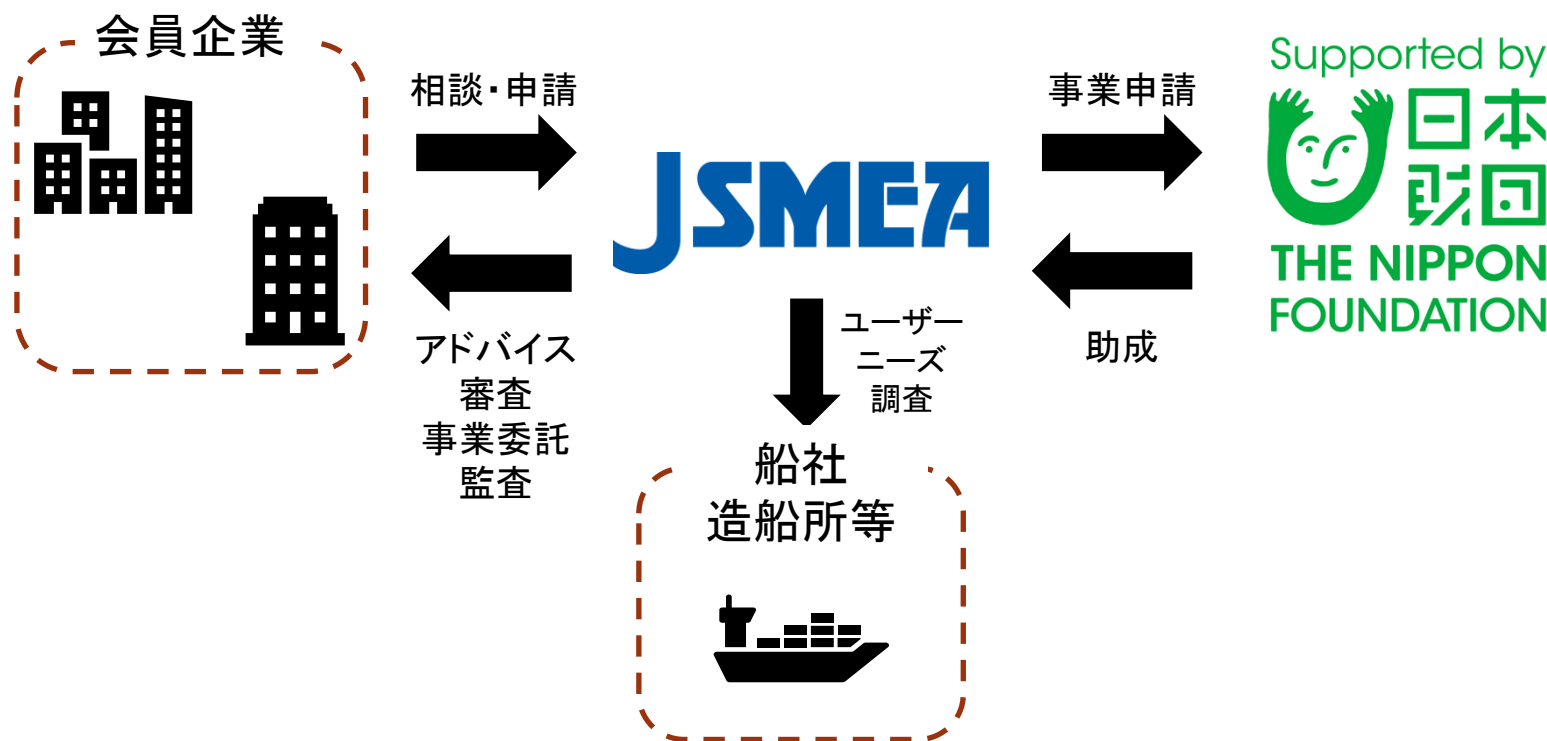 会員企業
相談・申請
アドバイス
審査
事業委託
監査
JSMEA
ユーザー
ニーズ
調査
船社
造船所等
事業申請
助成
Supported by
日本
財団
THE NIPPON
FOUNDATION